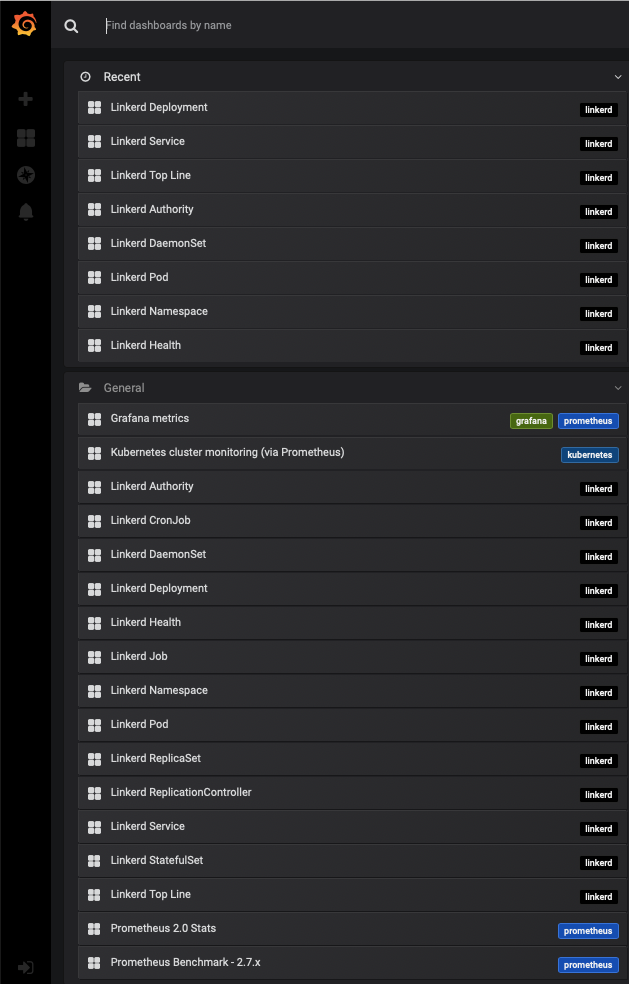 Find dashboards by name
Recent
Linkerd Deployment linkerd
Linkerd Service linkerd
Linkerd Top Line linkerd
Linkerd Authority linkerd
Linkerd DaemonSet linkerd
Linkerd Pod linkerd
Linkerd Namespace linkerd
Linkerd Health linkerd
General
Grafana metrics grafana prometheus
Kubernetes cluster monitoring (via Prometheus) kubernetes
Linkerd Authority linkerd
Linkerd CronJob linkerd
Linkerd DaemonSet linkerd
Linkerd Deployment linkerd
Linkerd Health linkerd
Linkerd Job linkerd
Linkerd Namespace linkerd
Linkerd Pod linkerd
Linkerd ReplicaSet linkerd
Linkerd ReplicationController linkerd
Linkerd Service linkerd
Linkerd StatefulSet linkerd
Linkerd Top Line linkerd
Prometheus 2.0 Stats prometheus
Prometheus Benchmark - 2.7.x prometheus